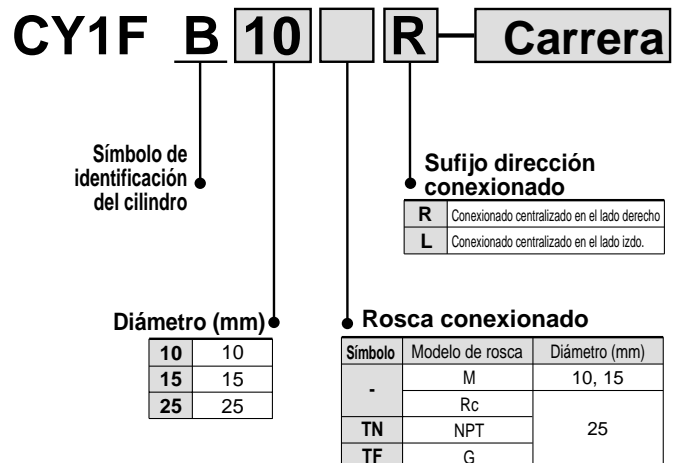 CY1F B 10 R Carrera
Símbolo de
identificación
del cilindro
Sufijo dirección
conexionado
R Conexionado centralizado en el lado derecho
L Conexionado centralizado en el lado izdo.
Diámetro (mm)
10 10
15 15
25 25
Rosca conexionado
Símbolo Modelo de rosca Diámetro (mm)
- M 10, 15
Rc
TN NPT 25
TF G